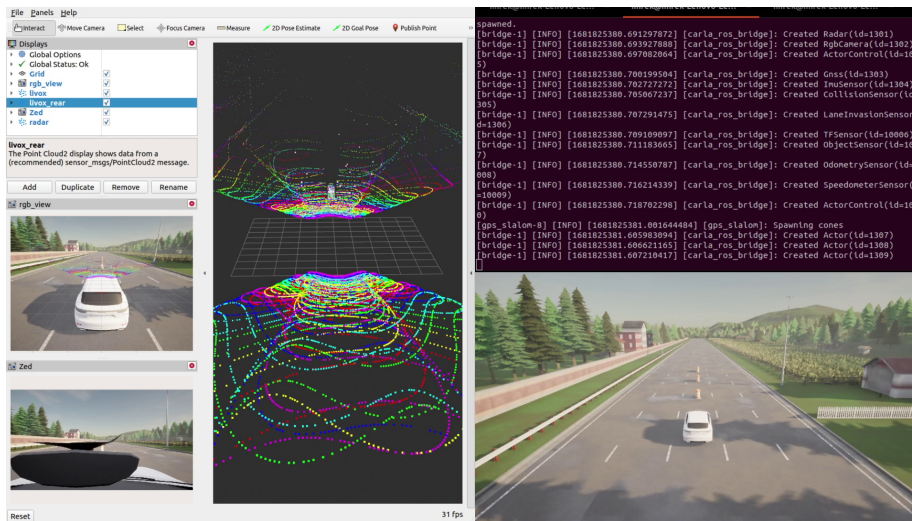 File Panels Help
Interact Move Camera Select Focus Camera Measure 2D Pose Estimate 2D Goal Pose Publish Point
Displays
Global Options
Global Status: Ok
Grid
rgb_view
livox
livox_rear
Zed
radar
livox_rear
The Point Cloud2 display shows data from a
(recommended) sensor_msgs/PointCloud2 message.
Add Duplicate Remove Rename
rgb_view
Zed
Reset
31 fps
spawned.
[bridge-1] [INFO] [1681825380.691297872] [carla_ros_bridge]: Created Radar(id=1301)
[bridge-1] [INFO] [1681825380.693927888] [carla_ros_bridge]: Created RgbCamera(id=1302)
[bridge-1] [INFO] [1681825380.697082064] [carla_ros_bridge]: Created ActorControl(id=10
5)
[bridge-1] [INFO] [1681825380.700199504] [carla_ros_bridge]: Created Gnss(id=1303)
[bridge-1] [INFO] [1681825380.702727272] [carla_ros_bridge]: Created ImuSensor(id=1304)
[bridge-1] [INFO] [1681825380.705067237] [carla_ros_bridge]: Created CollisionSensor(id
305)
[bridge-1] [INFO] [1681825380.707291475] [carla_ros_bridge]: Created LaneInvasionSensor
d=1306)
[bridge-1] [INFO] [1681825380.709109097] [carla_ros_bridge]: Created TFSensor(id=10006)
[bridge-1] [INFO] [1681825380.711183665] [carla_ros_bridge]: Created ObjectSensor(id=10
7)
[bridge-1] [INFO] [1681825380.714550787] [carla_ros_bridge]: Created OdometrySensor(id=
008)
[bridge-1] [INFO] [1681825380.716214339] [carla_ros_bridge]: Created SpeedometerSensor(
=10009)
[bridge-1] [INFO] [1681825380.718702298] [carla_ros_bridge]: Created ActorControl(id=10
0)
[gps_slalom-8] [INFO] [1681825381.001644484] [gps_slalom]: Spawning cones
[bridge-1] [INFO] [1681825381.605983094] [carla_ros_bridge]: Created Actor(id=1307)
[bridge-1] [INFO] [1681825381.606621165] [carla_ros_bridge]: Created Actor(id=1308)
[bridge-1] [INFO] [1681825381.607210417] [carla_ros_bridge]: Created Actor(id=1309)